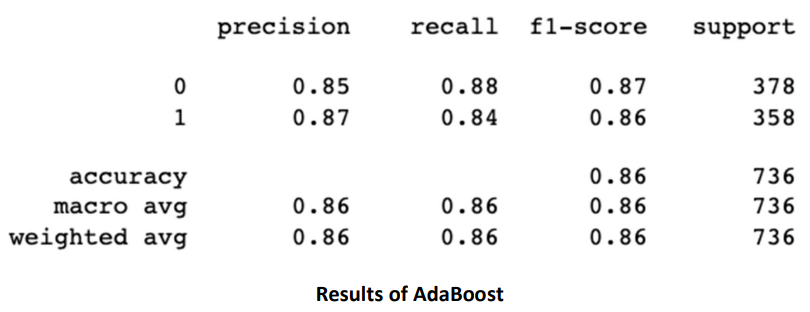 precision recall f1-score support
0 0.85 0.88 0.87 378
1 0.87 0.84 0.86 358
accuracy 0.86 736
macro avg 0.86 0.86 0.86 736
weighted avg 0.86 0.86 0.86 736
Results of AdaBoost